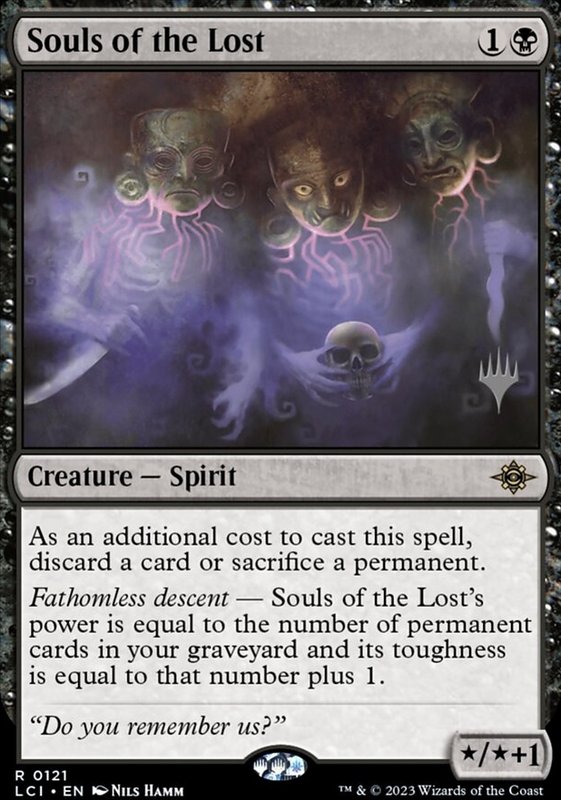 Souls of the Lost 1
Creature — Spirit
As an additional cost to cast this spell,
discard a card or sacrifice a permanent.
Fathomless descent — Souls of the Lost's
power is equal to the number of permanent
cards in your graveyard and its toughness
is equal to that number plus 1.
"Do you remember us?"
★/★+1
R 0121
LCI • EN Nils Hamm
™ & © 2023 Wizards of the Coast